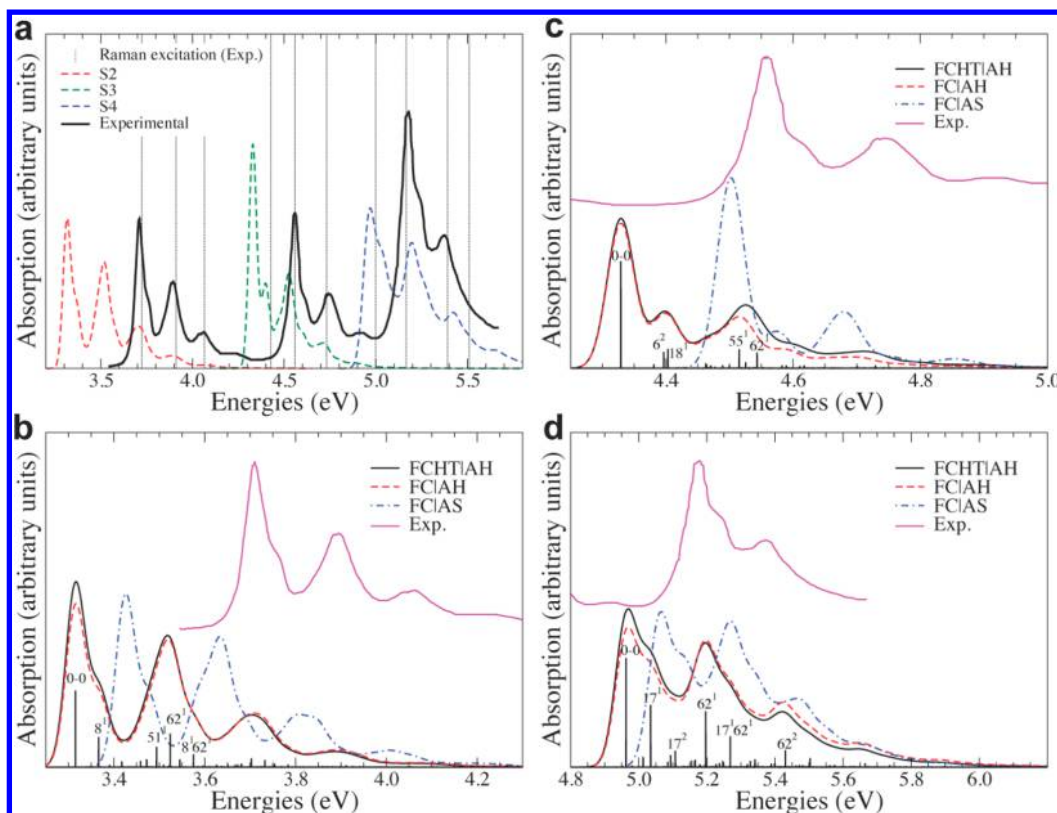 a
Absorption (arbitrary units)
Raman excitation (Exp.)
S2
S3
S4
Experimental
3.5 4.0 4.5 5.0 5.5
Energies (eV)
c
Absorption (arbitrary units)
FCHT|AH
FC|AH
FC|AS
Exp.
0-0
6² 18¹ 55¹ 62¹
4.4 4.6 4.8 5.0
Energies (eV)
b
Absorption (arbitrary units)
FCHT|AH
FC|AH
FC|AS
Exp.
0-0
8¹ 51¹ 62¹ 8¹62¹
3.4 3.6 3.8 4.0 4.2
Energies (eV)
d
Absorption (arbitrary units)
FCHT|AH
FC|AH
FC|AS
Exp.
0-0
17¹ 17² 62¹ 17¹62¹ 62²
4.8 5.0 5.2 5.4 5.6 5.8 6.0
Energies (eV)